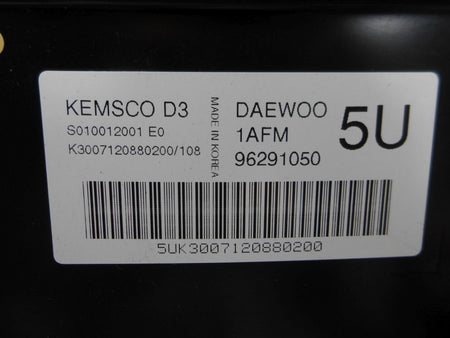 KEMSCO D3
S010012001 E0
K3007120880200/108
MADE IN KOREA
DAEWOO
1AFM
96291050
5U
5UK3007120880200